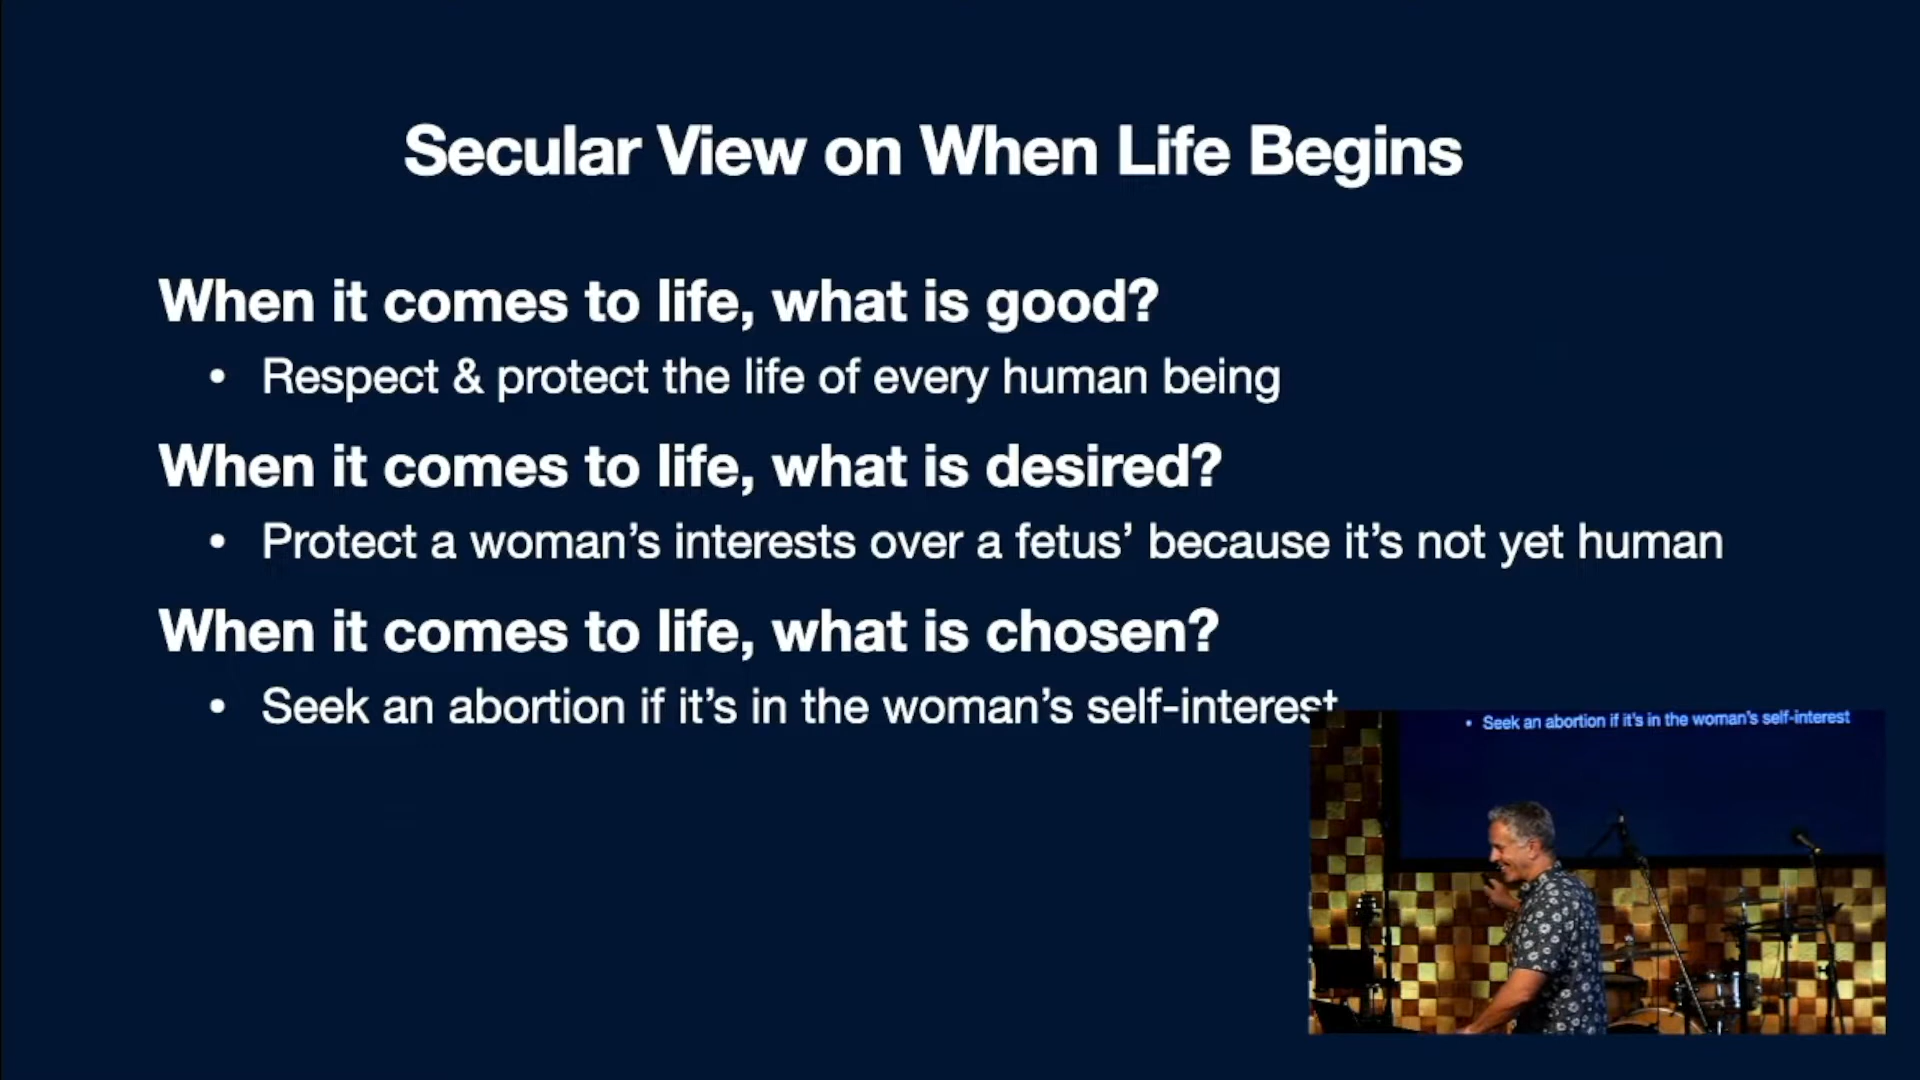 Secular View on When Life Begins
When it comes to life, what is good?
• Respect & protect the life of every human being
When it comes to life, what is desired?
• Protect a woman’s interests over a fetus’ because it’s not yet human
When it comes to life, what is chosen?
• Seek an abortion if it’s in the woman’s self-interest
• Seek an abortion if it’s in the woman’s self-interest